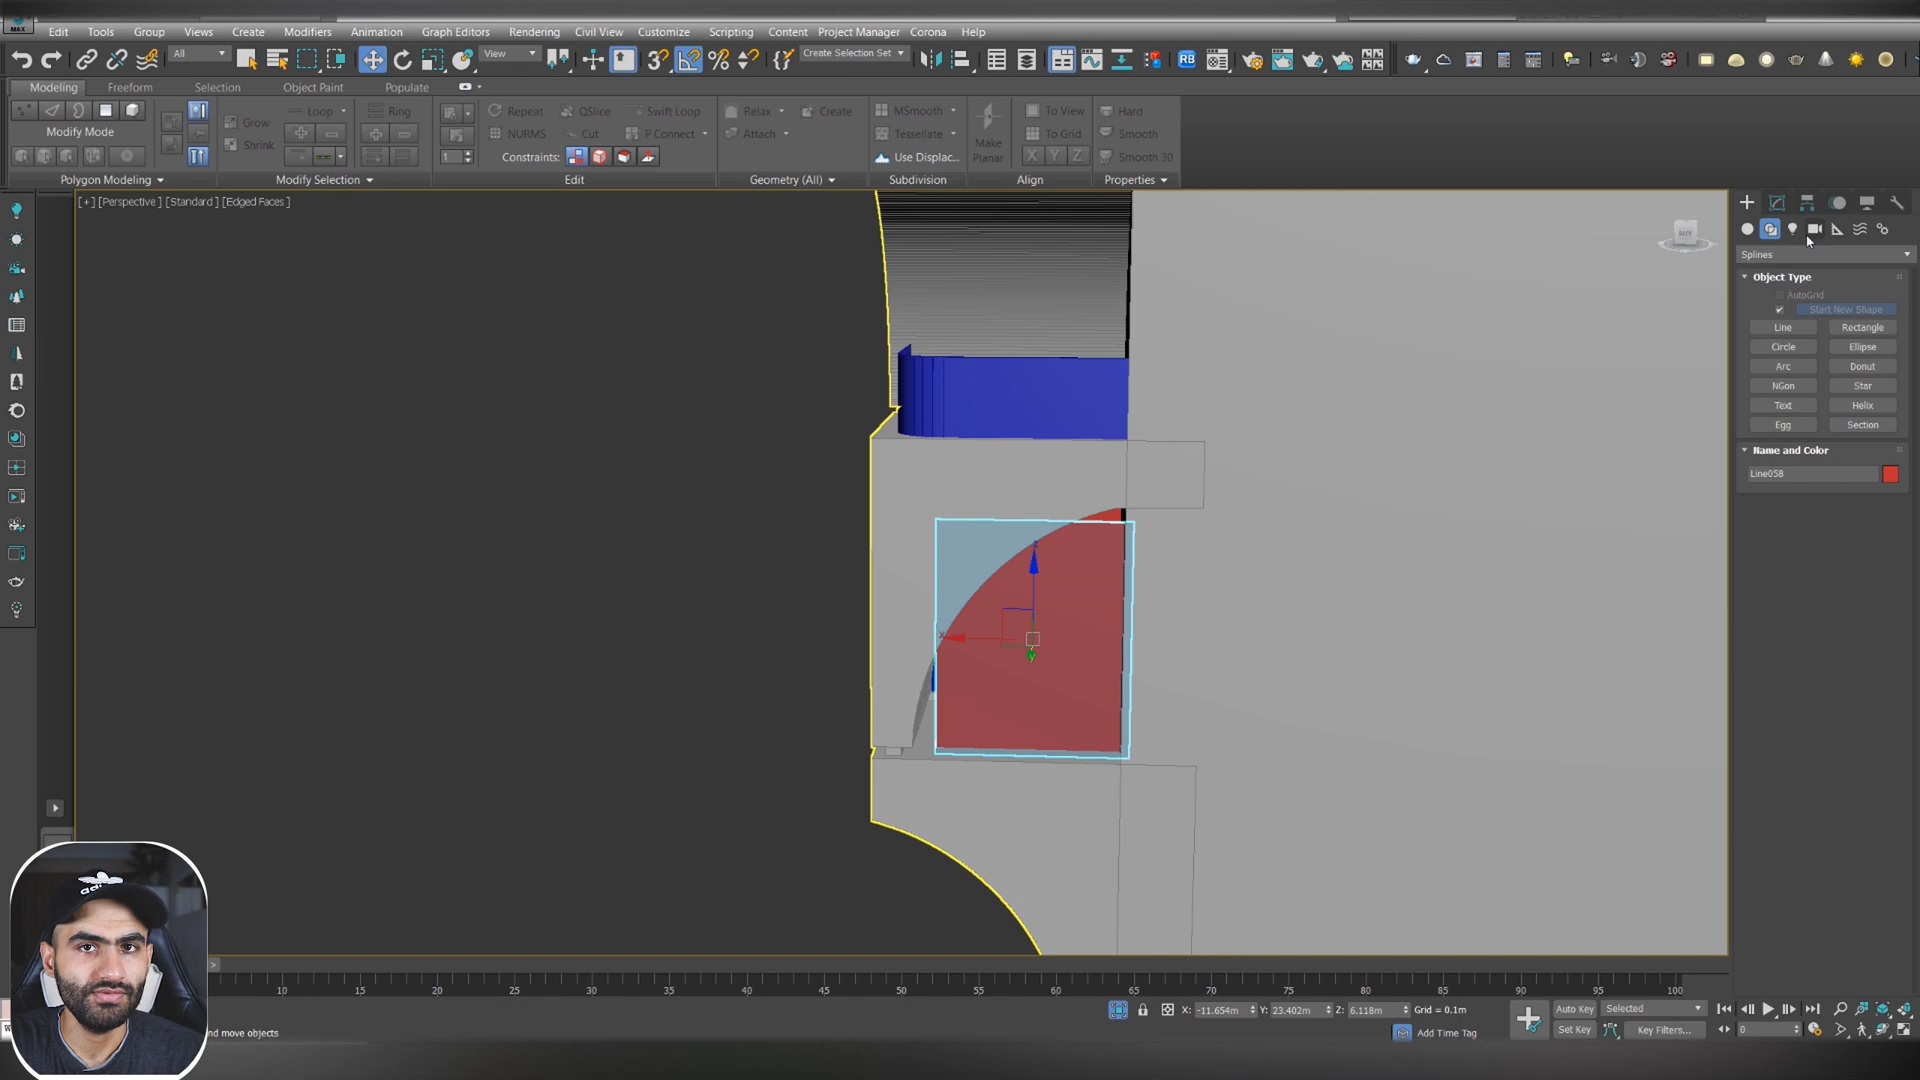 MAX
Edit Tools Group Views Create Modifiers Animation Graph Editors Rendering Civil View Customize Scripting Content Project Manager Corona Help
All View Create Selection Set RB
Modeling Freeform Selection Object Paint Populate
Loop Ring Repeat QSlice Swift Loop Relax Create MSmooth To View Hard
Modify Mode Grow NURMS Cut P Connect Attach Tessellate Make Planar To Grid Smooth
Shrink 1 Constraints: Use Displac... X Y Z Smooth 30
Polygon Modeling Modify Selection Edit Geometry (All) Subdivision Align Properties
[+] [Perspective ] [Standard ] [Edged Faces ]
Splines
Object Type
AutoGrid
Start New Shape
Line Rectangle
Circle Ellipse
Arc Donut
NGon Star
Text Helix
Egg Section
Name and Color
Line058
z
x
y
>
10 15 20 25 30 35 40 45 50 55 60 65 70 75 80 85 90 95 100
X: -11.654m Y: 23.402m Z: 6.118m Grid = 0.1m Auto Key Selected
nd move objects Add Time Tag Set Key Key Filters... 0
adidas